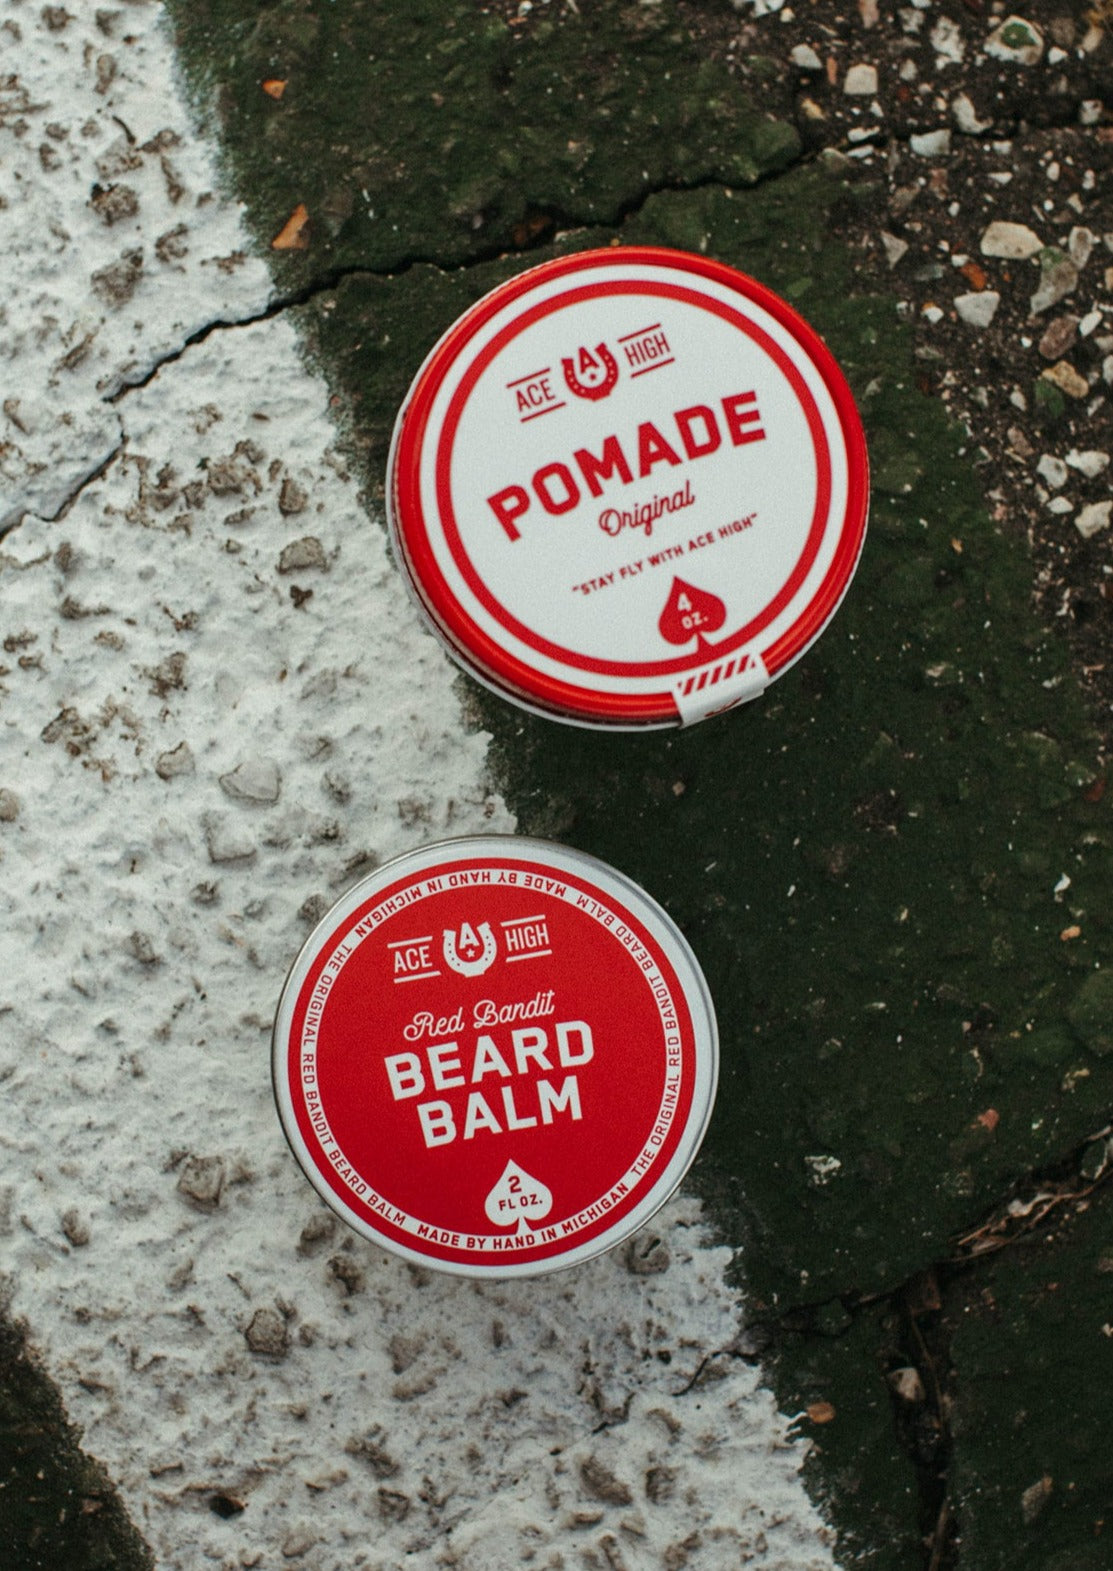 ACE A HIGH
POMADE
Original
"STAY FLY WITH ACE HIGH"
4
OZ.
ACE A HIGH
Red Bandit
BEARD
BALM
2
FL OZ.
THE ORIGINAL RED BANDIT BEARD BALM MADE BY HAND IN MICHIGAN THE ORIGINAL RED BANDIT BEARD BALM MADE BY HAND IN MICHIGAN